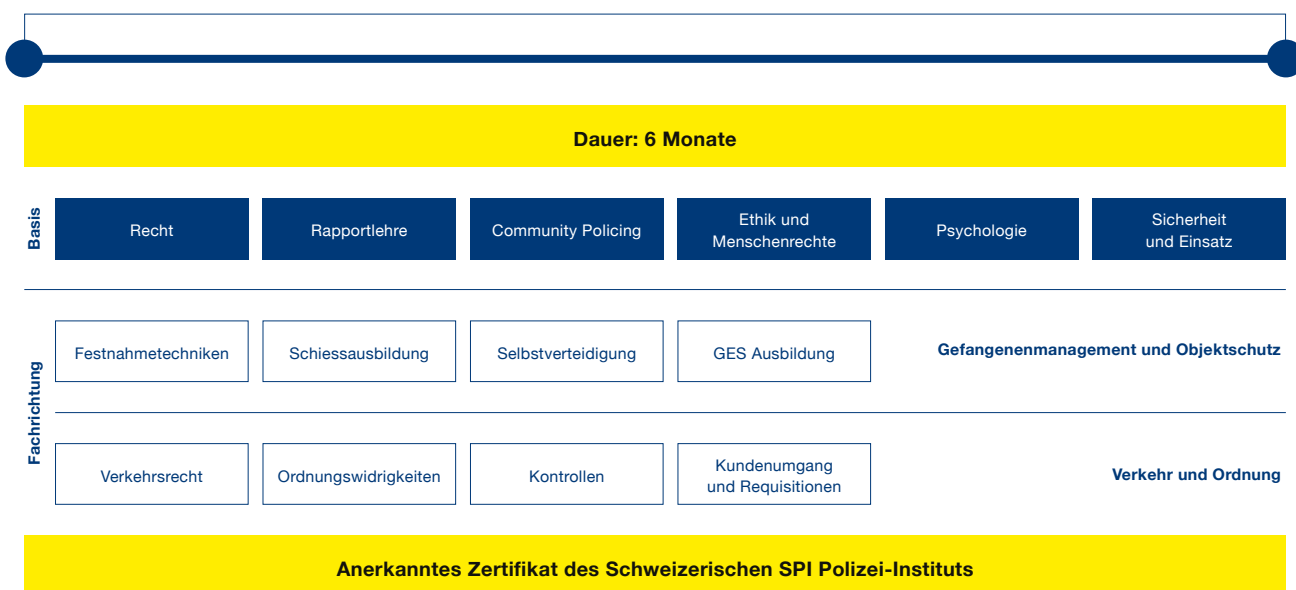 Dauer: 6 Monate
Basis
Recht
Rapportlehre
Community Policing
Ethik und
Menschenrechte
Psychologie
Sicherheit
und Einsatz
Fachrichtung
Festnahmetechniken
Schiessausbildung
Selbstverteidigung
GES Ausbildung
Gefangenenmanagement und Objektschutz
Verkehrsrecht
Ordnungswidrigkeiten
Kontrollen
Kundenumgang
und Requisitionen
Verkehr und Ordnung
Anerkanntes Zertifikat des Schweizerischen SPI Polizei-Instituts